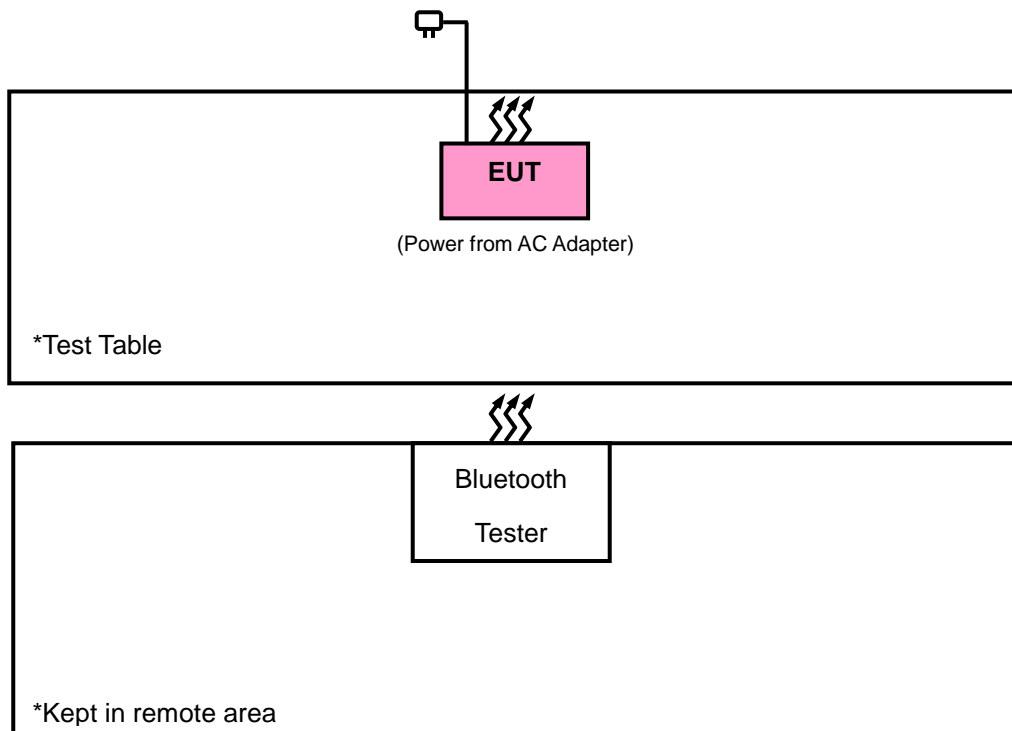 EUT
(Power from AC Adapter)
*Test Table
Bluetooth
Tester
*Kept in remote area